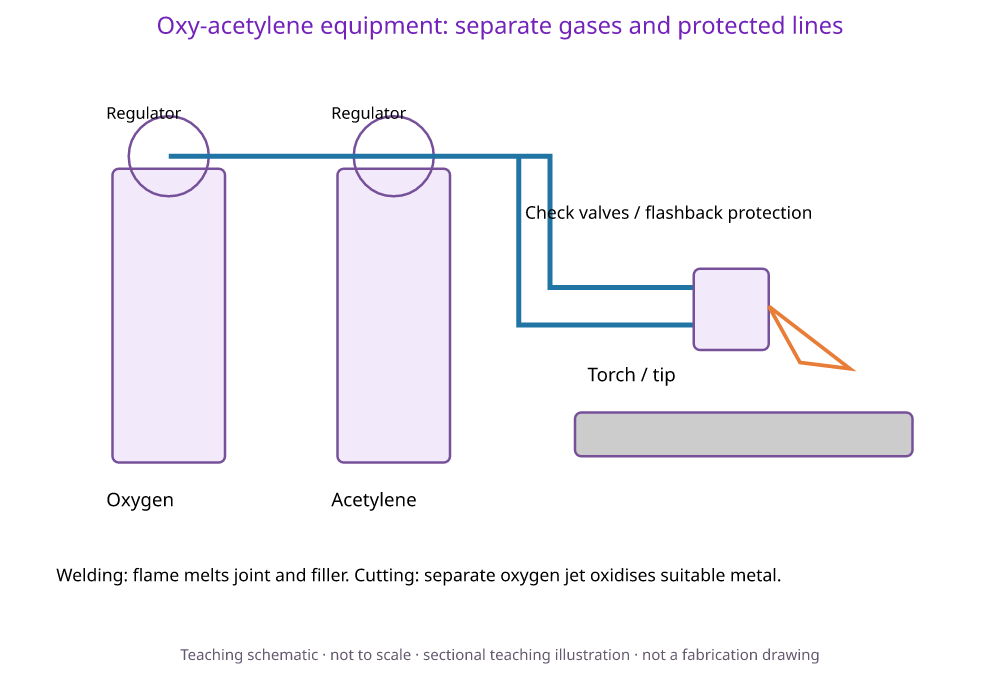 Oxy-acetylene equipment: separate gases and protected lines
Regulator
Regulator
Check valves / flashback protection
Torch / tip
Oxygen
Acetylene
Welding: flame melts joint and filler. Cutting: separate oxygen jet oxidises suitable metal.
Teaching schematic · not to scale · sectional teaching illustration · not a fabrication drawing